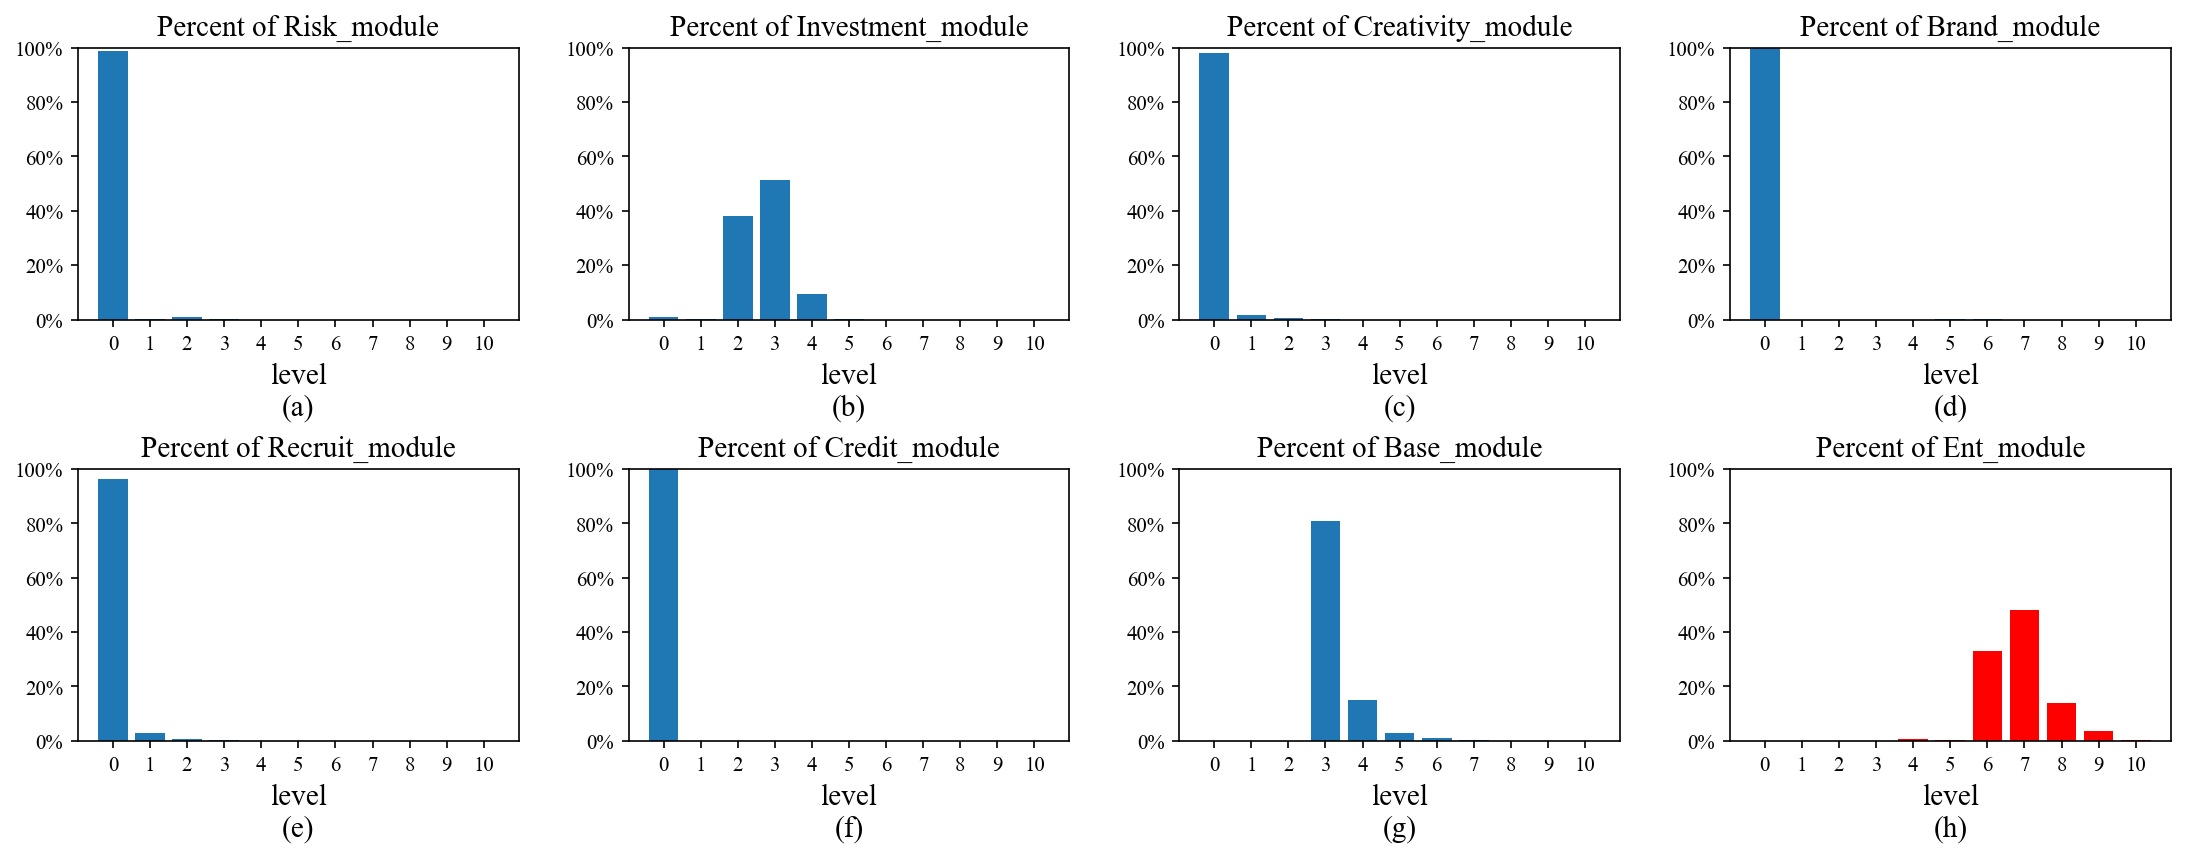 Percent of Risk_module
100%
80%
60%
40%
20%
0%
0 1 2 3 4 5 6 7 8 9 10
level
(a)
Percent of Investment_module
100%
80%
60%
40%
20%
0%
0 1 2 3 4 5 6 7 8 9 10
level
(b)
Percent of Creativity_module
100%
80%
60%
40%
20%
0%
0 1 2 3 4 5 6 7 8 9 10
level
(c)
Percent of Brand_module
100%
80%
60%
40%
20%
0%
0 1 2 3 4 5 6 7 8 9 10
level
(d)
Percent of Recruit_module
100%
80%
60%
40%
20%
0%
0 1 2 3 4 5 6 7 8 9 10
level
(e)
Percent of Credit_module
100%
80%
60%
40%
20%
0%
0 1 2 3 4 5 6 7 8 9 10
level
(f)
Percent of Base_module
100%
80%
60%
40%
20%
0%
0 1 2 3 4 5 6 7 8 9 10
level
(g)
Percent of Ent_module
100%
80%
60%
40%
20%
0%
0 1 2 3 4 5 6 7 8 9 10
level
(h)